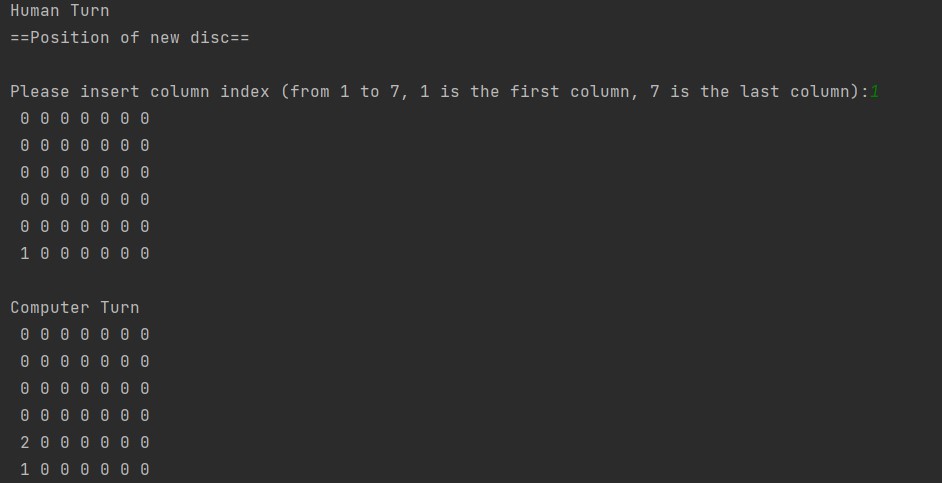 Human Turn
==Position of new disc==
Please insert column index (from 1 to 7, 1 is the first column, 7 is the last column):1
0 0 0 0 0 0 0
0 0 0 0 0 0 0
0 0 0 0 0 0 0
0 0 0 0 0 0 0
0 0 0 0 0 0 0
1 0 0 0 0 0 0
Computer Turn
0 0 0 0 0 0 0
0 0 0 0 0 0 0
0 0 0 0 0 0 0
0 0 0 0 0 0 0
2 0 0 0 0 0 0
1 0 0 0 0 0 0